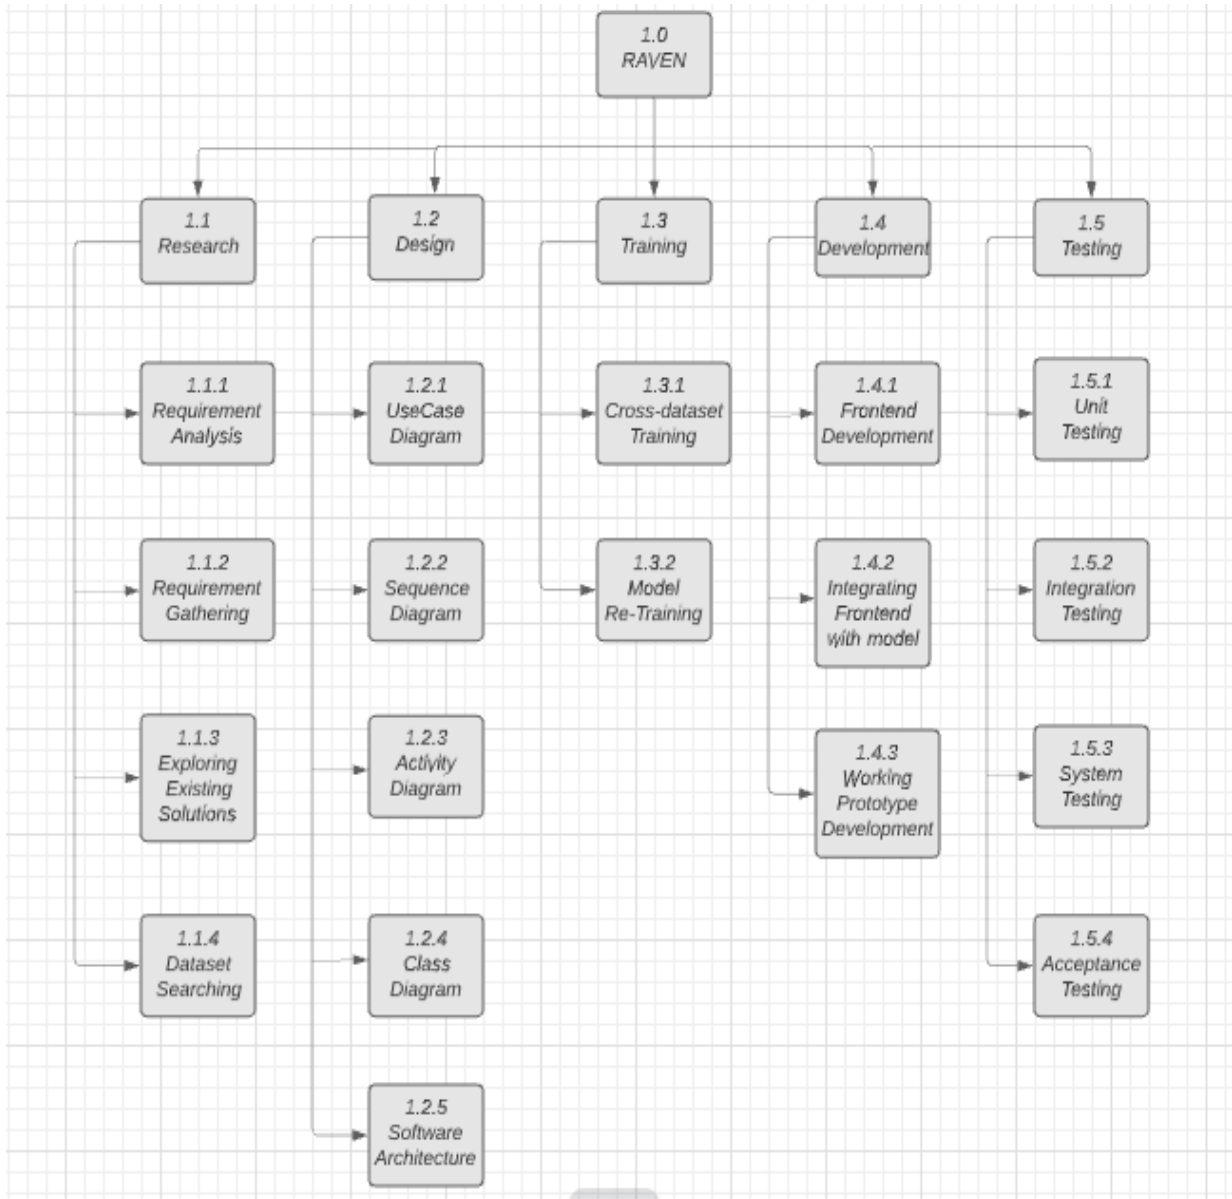 1.0
RAVEN
1.1
Research
1.2
Design
1.3
Training
1.4
Development
1.5
Testing
1.1.1
Requirement
Analysis
1.2.1
UseCase
Diagram
1.3.1
Cross-dataset
Training
1.4.1
Frontend
Development
1.5.1
Unit
Testing
1.1.2
Requirement
Gathering
1.2.2
Sequence
Diagram
1.3.2
Model
Re-Training
1.4.2
Integrating
Frontend
with model
1.5.2
Integration
Testing
1.1.3
Exploring
Existing
Solutions
1.2.3
Activity
Diagram
1.4.3
Working
Prototype
Development
1.5.3
System
Testing
1.1.4
Dataset
Searching
1.2.4
Class
Diagram
1.5.4
Acceptance
Testing
1.2.5
Software
Architecture